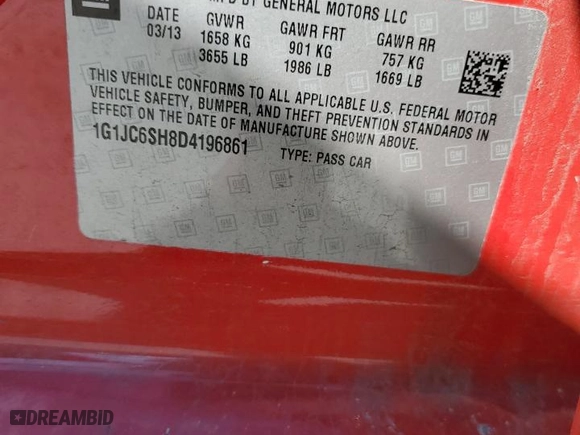 MFD BY GENERAL MOTORS LLC
DATE GVWR GAWR FRT GAWR RR
03/13 1658 KG 901 KG 757 KG
3655 LB 1986 LB 1669 LB
THIS VEHICLE CONFORMS TO ALL APPLICABLE U.S. FEDERAL MOTOR
VEHICLE SAFETY, BUMPER, AND THEFT PREVENTION STANDARDS IN
EFFECT ON THE DATE OF MANUFACTURE SHOWN ABOVE.
1G1JC6SH8D4196861 TYPE: PASS CAR
DREAMBID